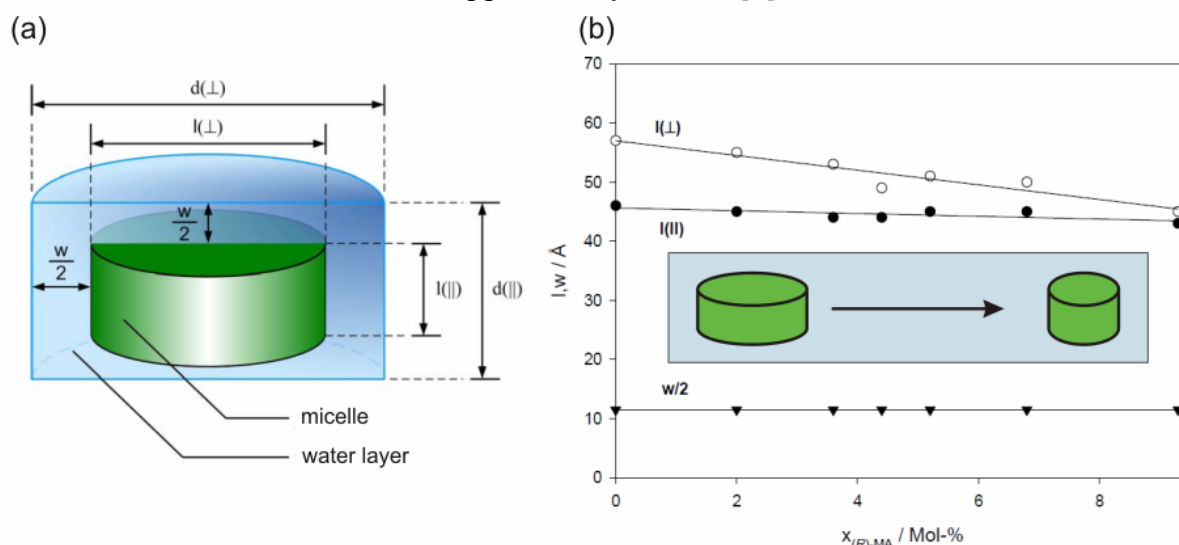 (a)
d(⊥)
l(⊥)
w
2
w
2
l(||)
d(||)
micelle
water layer
(b)
70
60
50
40
30
20
10
0
l,w / Å
l(⊥)
l(II)
w/2
0
2
4
6
8
x(R)-MA / Mol-%